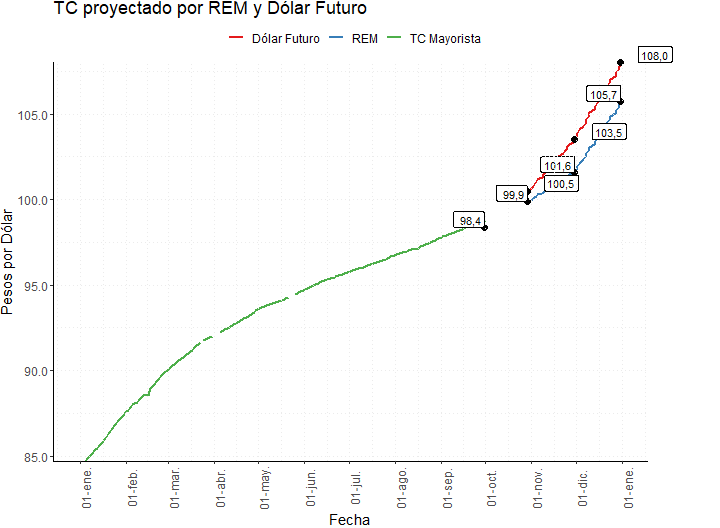 TC proyectado por REM y Dólar Futuro
Dólar Futuro REM TC Mayorista
108,0
105,7
103,5
101,6
100,5
99,9
98,4
105.0
100.0
95.0
90.0
85.0
Pesos por Dólar
01-ene.
01-feb.
01-mar.
01-abr.
01-may.
01-jun.
01-jul.
01-ago.
01-sep.
01-oct.
01-nov.
01-dic.
01-ene.
Fecha